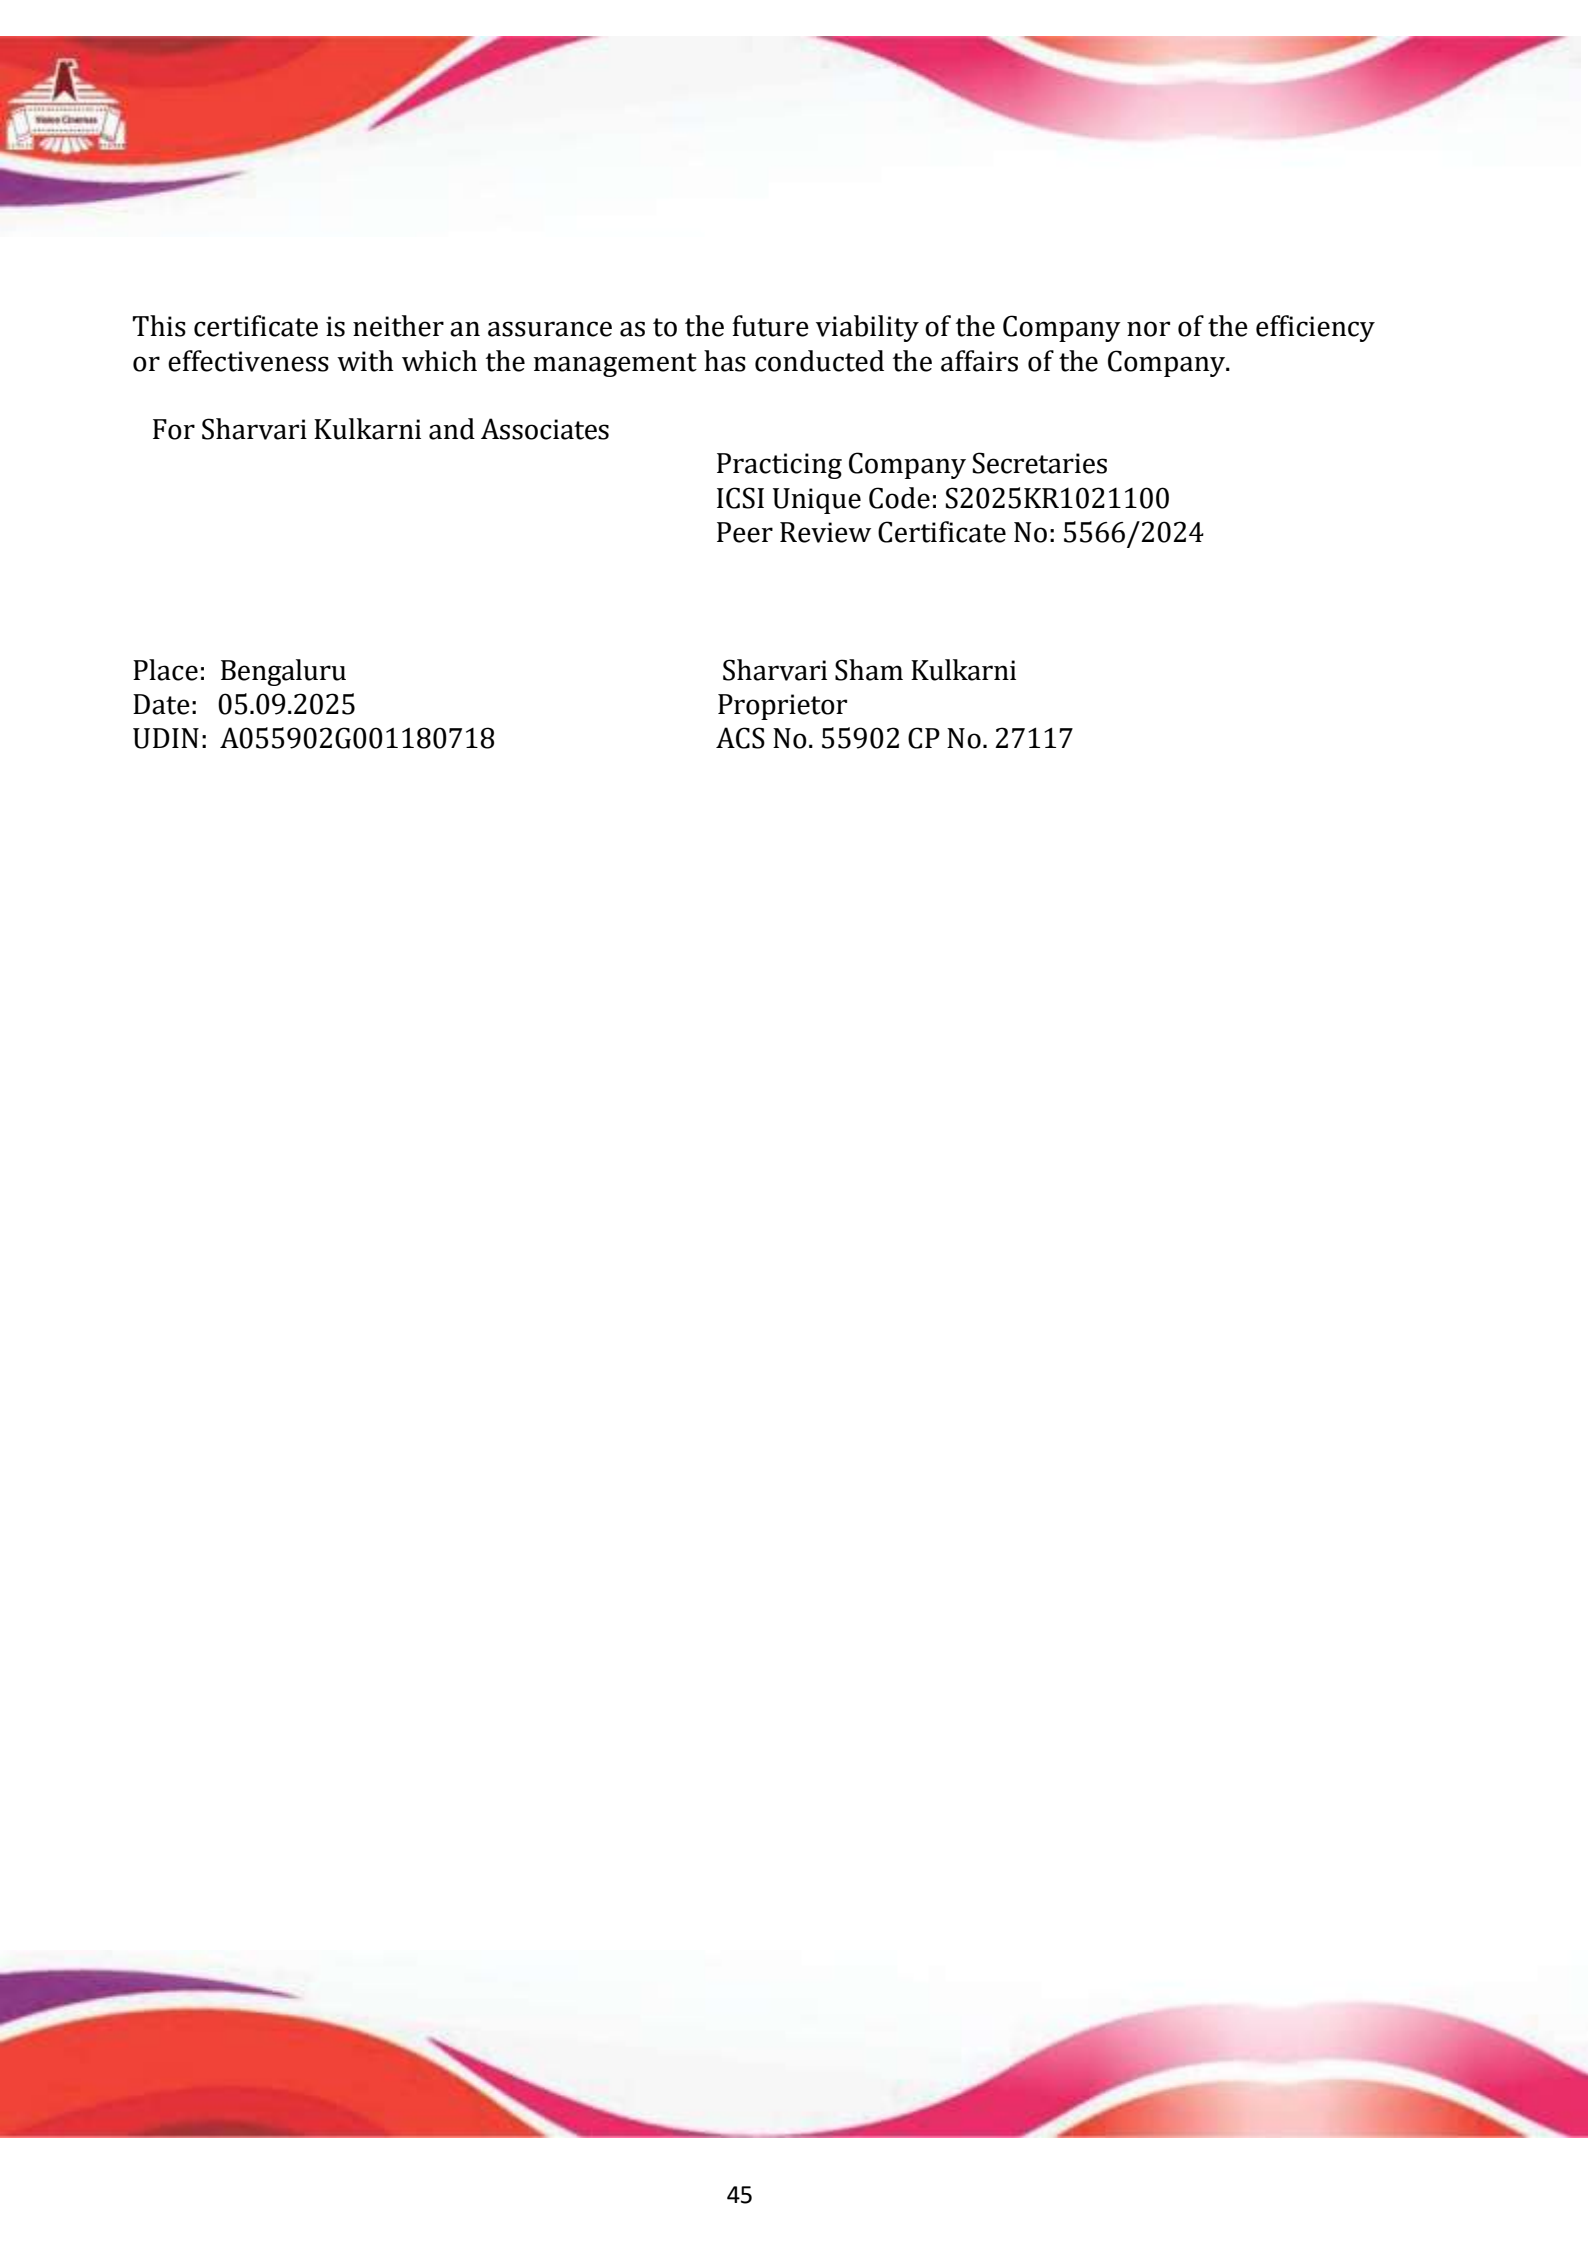 This certificate is neither an assurance as to the future viability of the Company nor of the efficiency
or effectiveness with which the management has conducted the affairs of the Company.
For Sharvari Kulkarni and Associates
Practicing Company Secretaries
ICSI Unique Code: S2025KR1021100
Peer Review Certificate No: 5566/2024
Place: Bengaluru
Date: 05.09.2025
UDIN: A055902G001180718
Sharvari Sham Kulkarni
Proprietor
ACS No. 55902 CP No. 27117
45